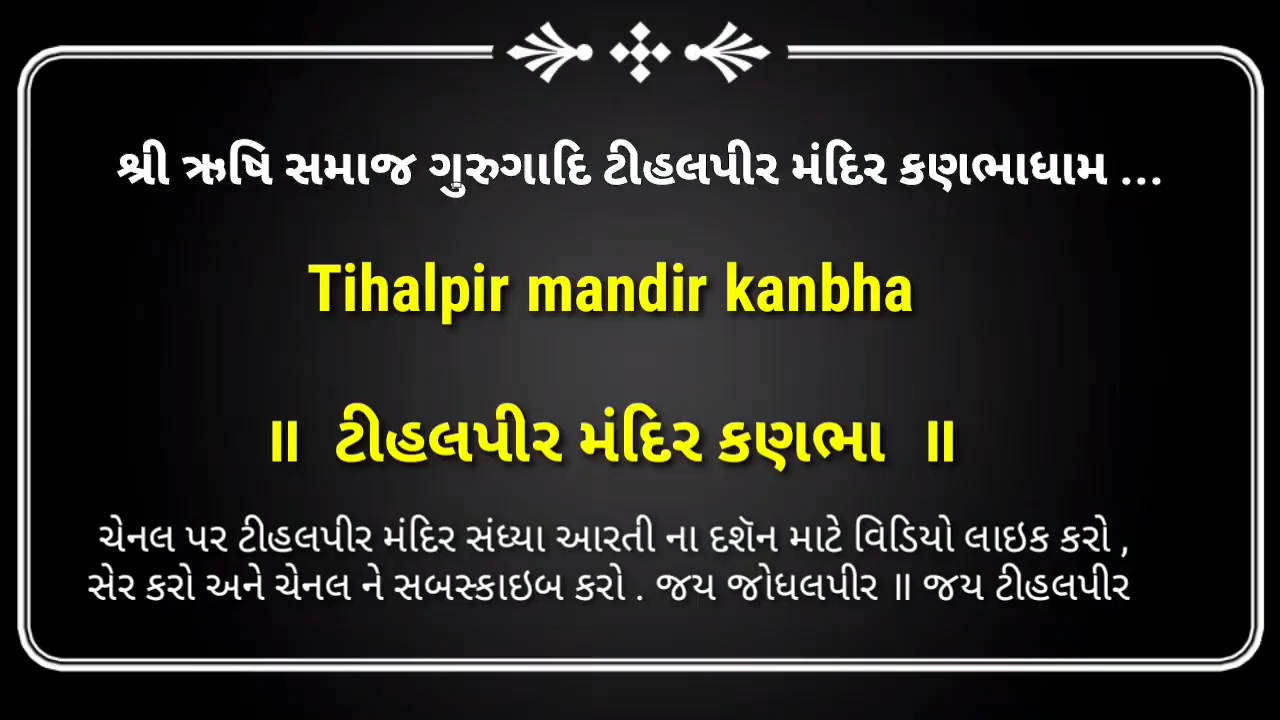 શ્રી ઋષિ સમાજ ગુરુગાદિ ટીહલપીર મંદિર કણભાધામ ...
Tihalpir mandir kanbha
॥ ટીહલપીર મંદિર કણભા ॥
ચેનલ પર ટીહલપીર મંદિર સંધ્યા આરતી ના દર્શન માટે વિડિયો લાઇક કરો ,
સેર કરો અને ચેનલ ને સબસ્કાઇબ કરો . જય જોધલપીર ॥ જય ટીહલપીર